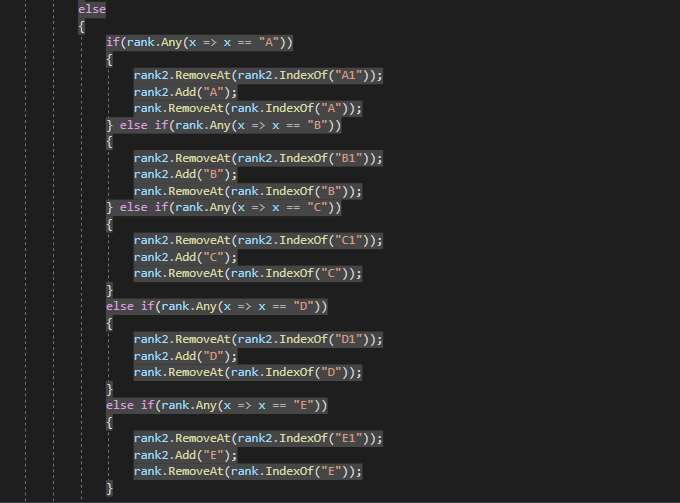 else
{
if(rank.Any(x => x == "A"))
{
rank2.RemoveAt(rank2.IndexOf("A1"));
rank2.Add("A");
rank.RemoveAt(rank.IndexOf("A"));
} else if(rank.Any(x => x == "B"))
{
rank2.RemoveAt(rank2.IndexOf("B1"));
rank2.Add("B");
rank.RemoveAt(rank.IndexOf("B"));
} else if(rank.Any(x => x == "C"))
{
rank2.RemoveAt(rank2.IndexOf("C1"));
rank2.Add("C");
rank.RemoveAt(rank.IndexOf("C"));
}
else if(rank.Any(x => x == "D"))
{
rank2.RemoveAt(rank2.IndexOf("D1"));
rank2.Add("D");
rank.RemoveAt(rank.IndexOf("D"));
}
else if(rank.Any(x => x == "E"))
{
rank2.RemoveAt(rank2.IndexOf("E1"));
rank2.Add("E");
rank.RemoveAt(rank.IndexOf("E"));
}